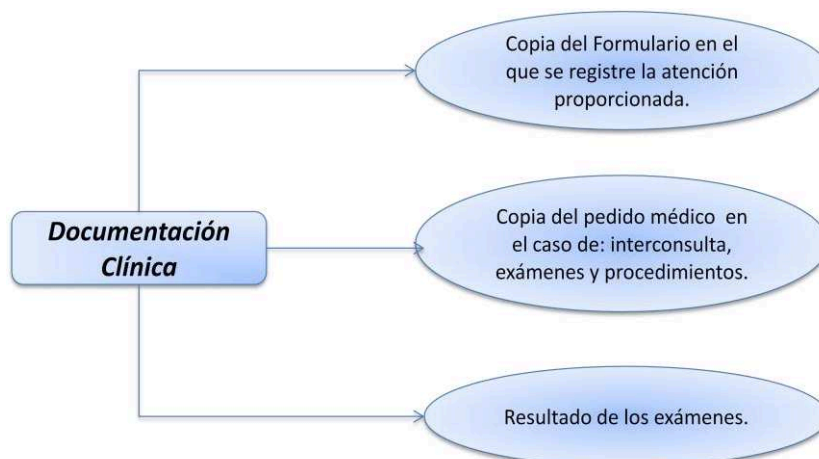 Documentación
Clínica
Copia del Formulario en el
que se registre la atención
proporcionada.
Copia del pedido médico en
el caso de: interconsulta,
exámenes y procedimientos.
Resultado de los exámenes.